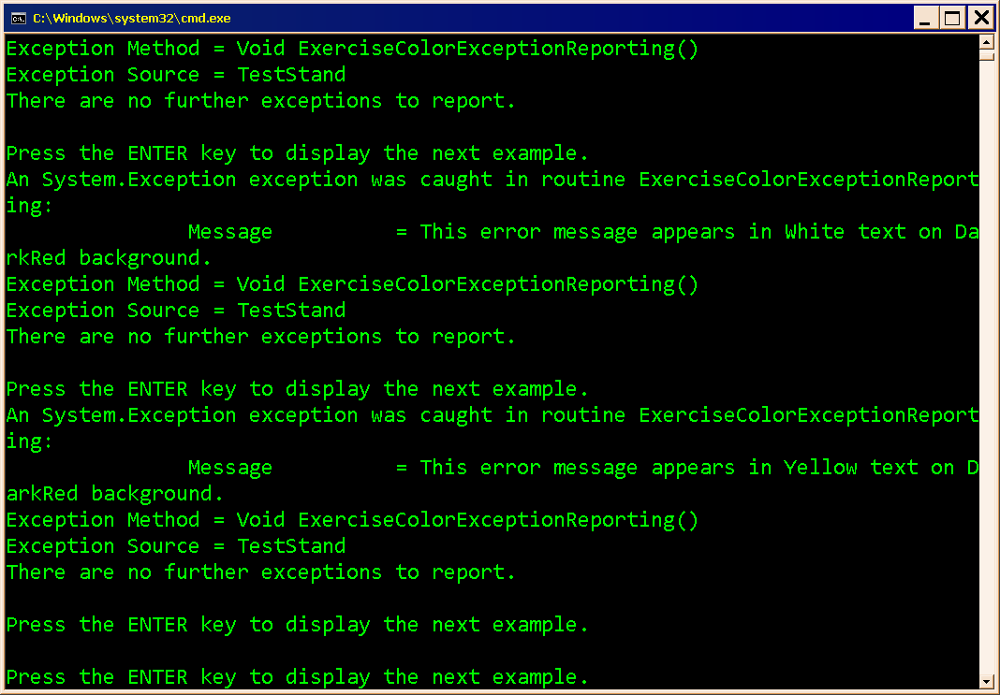 C:\Windows\system32\cmd.exe
Exception Method = Void ExerciseColorExceptionReporting()
Exception Source = TestStand
There are no further exceptions to report.
Press the ENTER key to display the next example.
An System.Exception exception was caught in routine ExerciseColorExceptionReport
ing:
Message = This error message appears in White text on Da
rkRed background.
Exception Method = Void ExerciseColorExceptionReporting()
Exception Source = TestStand
There are no further exceptions to report.
Press the ENTER key to display the next example.
An System.Exception exception was caught in routine ExerciseColorExceptionReport
ing:
Message = This error message appears in Yellow text on D
arkRed background.
Exception Method = Void ExerciseColorExceptionReporting()
Exception Source = TestStand
There are no further exceptions to report.
Press the ENTER key to display the next example.
Press the ENTER key to display the next example.